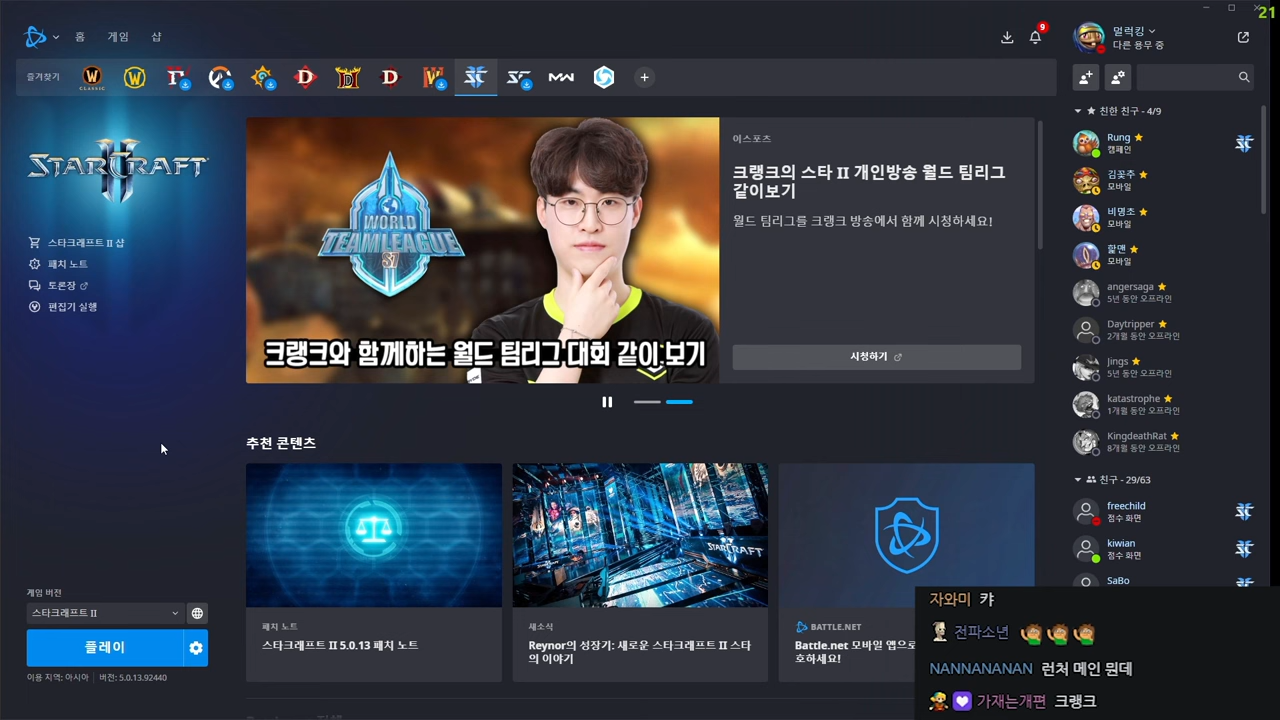 21
홈
게임
샵
9
멀럭킹
다른 용무 중
즐겨찾기
W CLASSIC
STARCRAFT II
스타크래프트 II 샵
패치 노트
토론장
편집기 실행
WORLD
TEAMLEAGUE
S1
크랭크와 함께하는 월드 팀리그 대회 같이 보기
이스포츠
크랭크의 스타 II 개인방송 월드 팀리그
같이보기
월드 팀리그를 크랭크 방송에서 함께 시청하세요!
시청하기
추천 콘텐츠
STARCRAFT
패치 노트
스타크래프트 II 5.0.13 패치 노트
새소식
Reynor의 성장기: 새로운 스타크래프트 II 스타
의 이야기
BATTLE.NET
Battle.net 모바일 앱으로
호하세요!
게임 버전
스타크래프트 II
플레이
이용 지역: 아시아 | 버전: 5.0.13.92440
친한 친구 - 4/9
Rung
캠페인
김꽃추
모바일
비명초
모바일
핥맨
모바일
angersaga
5년 동안 오프라인
Daytripper
2개월 동안 오프라인
Jings
5년 동안 오프라인
katastrophe
1개월 동안 오프라인
KingdeathRat
8개월 동안 오프라인
친구 - 29/63
freechild
점수 화면
kiwian
점수 화면
SaBo
자와미 캬
전파소년
NANNANANAN 런처 메인 뭔데
가재는개편 크랭크